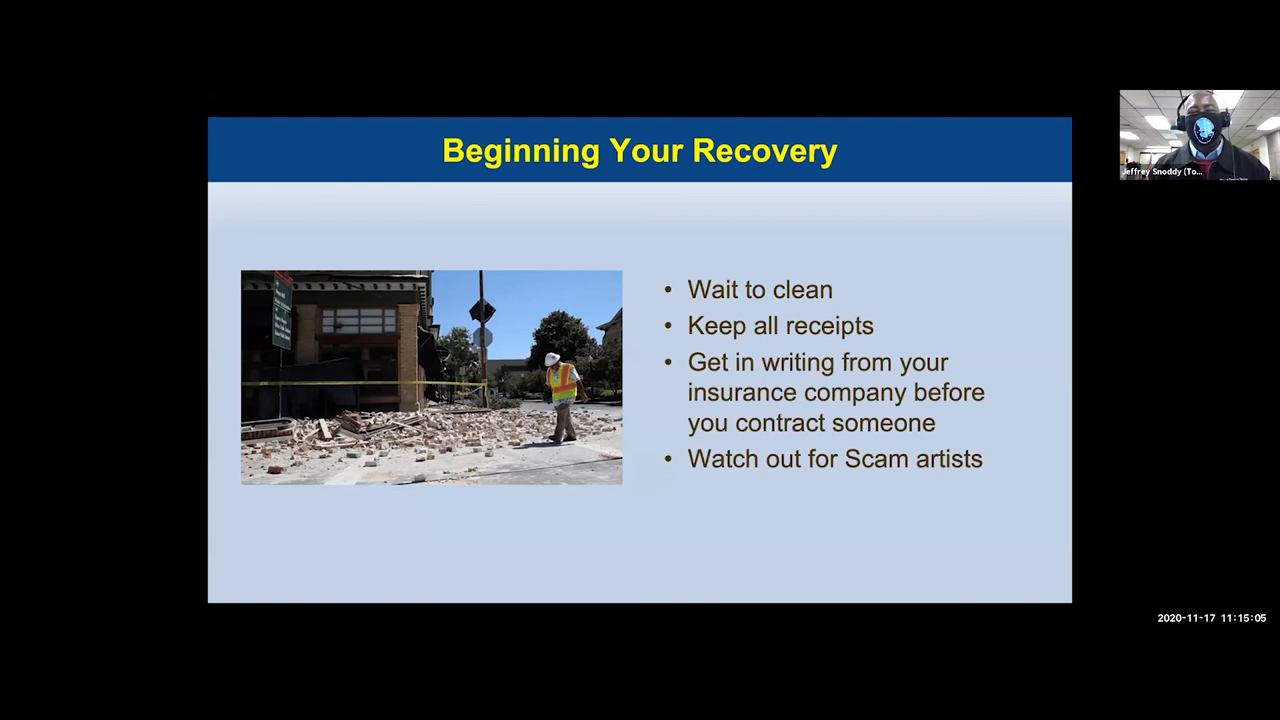 Beginning Your Recovery
• Wait to clean
• Keep all receipts
• Get in writing from your
insurance company before
you contract someone
• Watch out for Scam artists
Jeffrey Snoddy (To...
2020-11-17 11:15:05